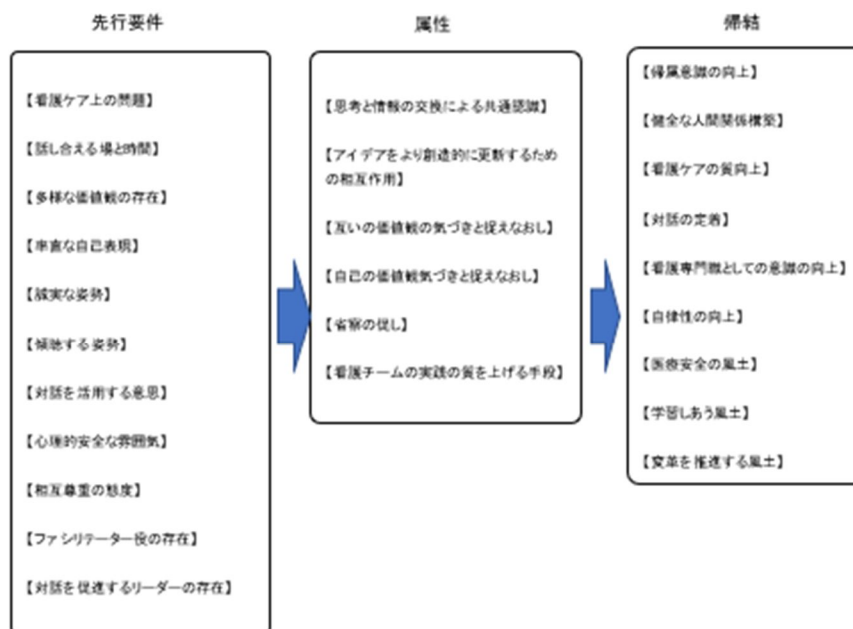 先行要件
【看護ケア上の問題】
【話し合える場と時間】
【多様な価値観の存在】
【率直な自己表現】
【誠実な姿勢】
【傾聴する姿勢】
【対話を活用する意思】
【心理的安全な雰囲気】
【相互尊重の態度】
【ファシリテーター役の存在】
【対話を促進するリーダーの存在】
属性
【思考と情報の交換による共通認識】
【アイデアをより創造的に更新するため
の相互作用】
【互いの価値観の気づきと捉えなおし】
【自己の価値観気づきと捉えなおし】
【省察の促し】
【看護チームの実践の質を上げる手段】
帰結
【帰属意識の向上】
【健全な人間関係構築】
【看護ケアの質向上】
【対話の定着】
【看護専門職としての意識の向上】
【自律性の向上】
【医療安全の風土】
【学習しあう風土】
【変革を推進する風土】